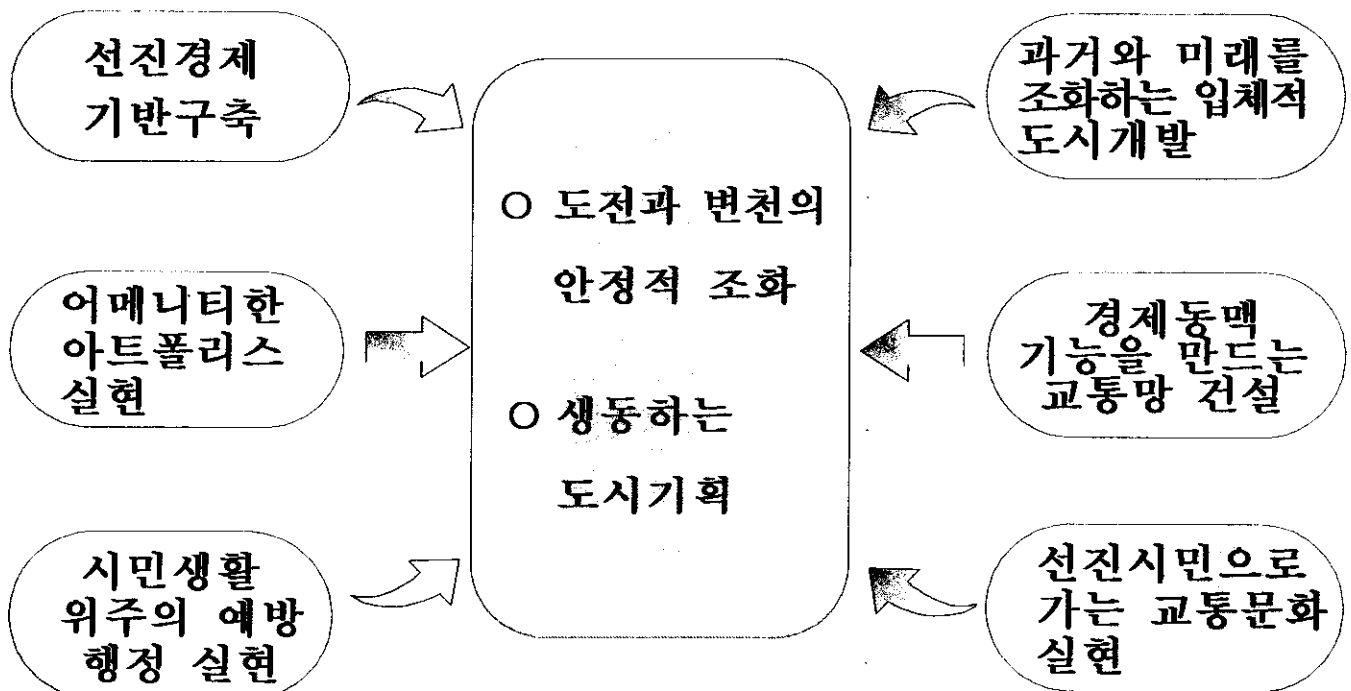 선진경제
기반구축
어메니티한
아트폴리스
실현
시민생활
위주의 예방
행정 실현
○ 도전과 변천의
안정적 조화
○ 생동하는
도시기획
과거와 미래를
조화하는 입체적
도시개발
경제동맥
기능을 만드는
교통망 건설
선진시민으로
가는 교통문화
실현